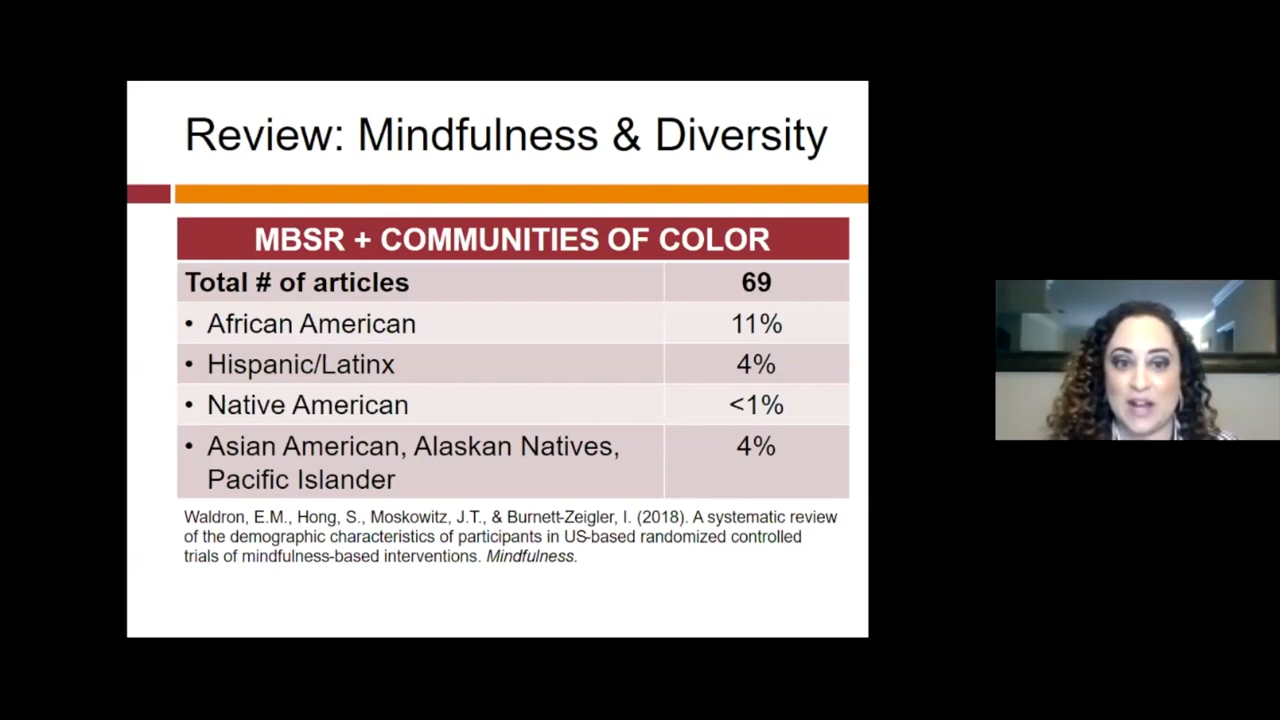 Review: Mindfulness & Diversity
MBSR + COMMUNITIES OF COLOR
Total # of articles 69
• African American 11%
• Hispanic/Latinx 4%
• Native American <1%
• Asian American, Alaskan Natives, 4%
Pacific Islander
Waldron, E.M., Hong, S., Moskowitz, J.T., & Burnett-Zeigler, I. (2018). A systematic review
of the demographic characteristics of participants in US-based randomized controlled
trials of mindfulness-based interventions. Mindfulness.